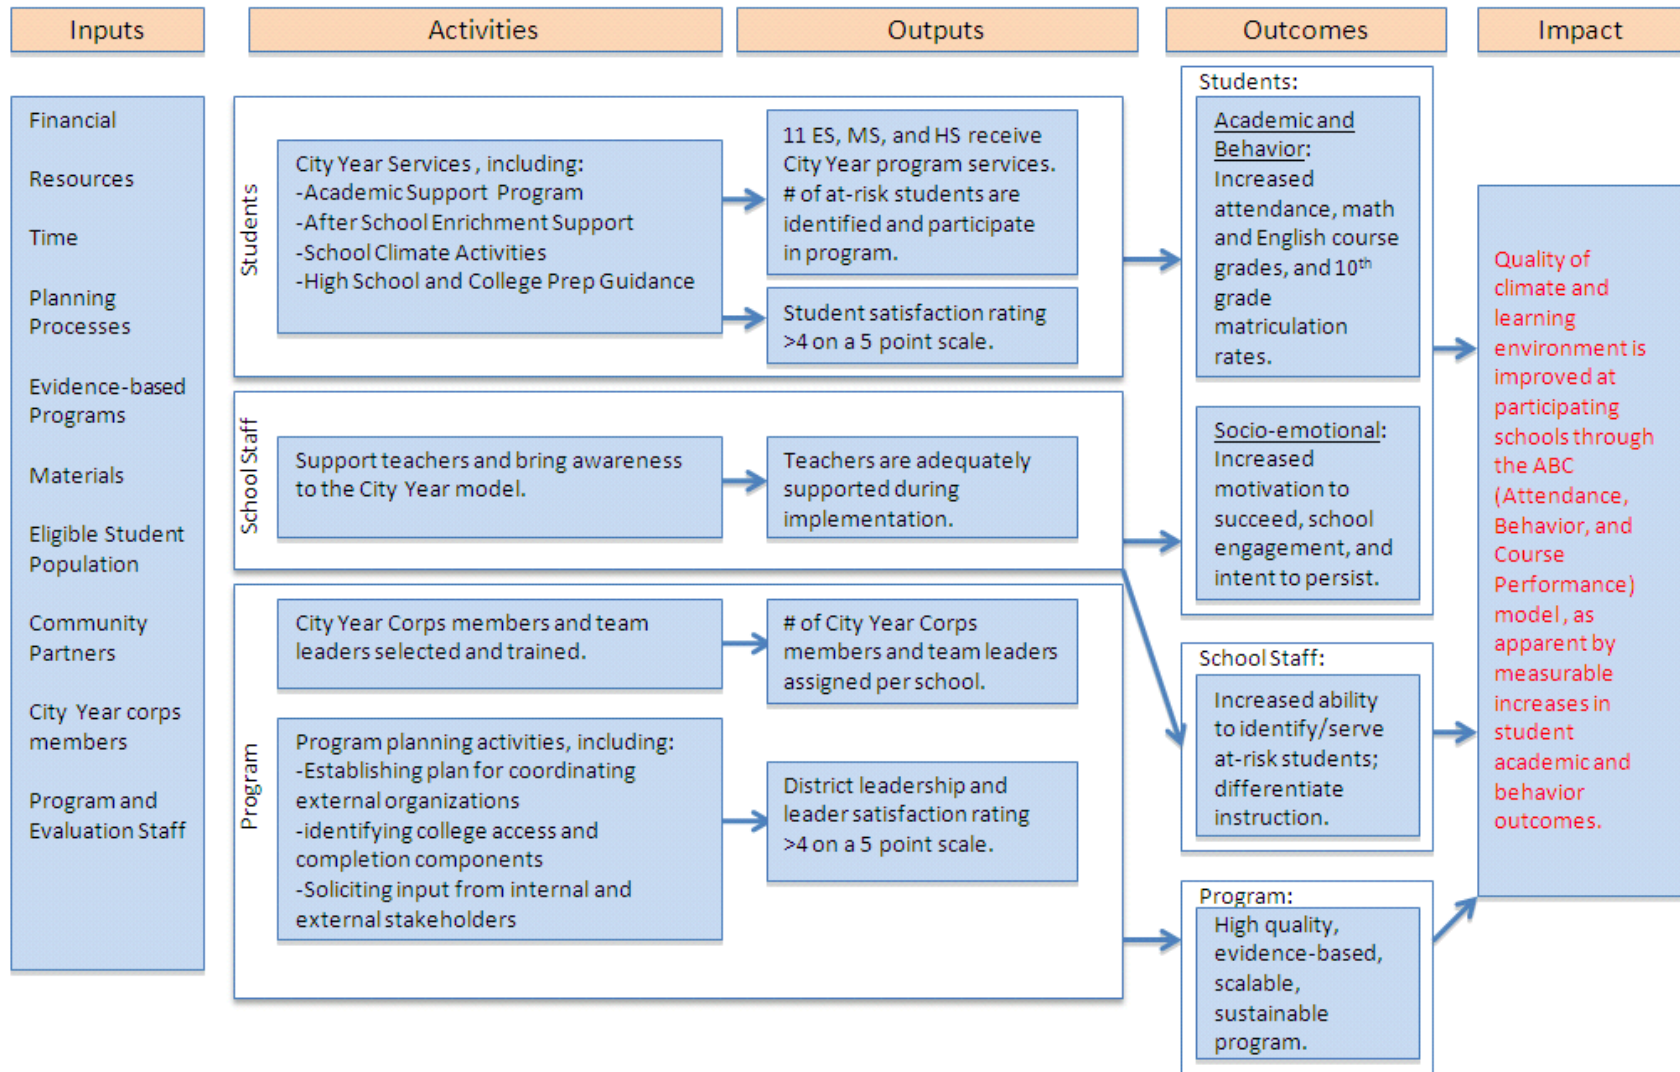 Inputs
Activities
Outputs
Outcomes
Impact
Financial
Resources
Time
Planning
Processes
Evidence-based
Programs
Materials
Eligible Student
Population
Community
Partners
City Year corps
members
Program and
Evaluation Staff
Students
City Year Services , including:
-Academic Support Program
-After School Enrichment Support
-School Climate Activities
-High School and College Prep Guidance
11 ES, MS, and HS receive
City Year program services.
# of at-risk students are
identified and participate
in program.
Student satisfaction rating
>4 on a 5 point scale.
School Staff
Support teachers and bring awareness
to the City Year model.
Teachers are adequately
supported during
implementation.
Program
City Year Corps members and team
leaders selected and trained.
# of City Year Corps
members and team leaders
assigned per school.
Program planning activities, including:
-Establishing plan for coordinating
external organizations
-identifying college access and
completion components
-Soliciting input from internal and
external stakeholders
District leadership and
leader satisfaction rating
>4 on a 5 point scale.
Students:
Academic and
Behavior:
Increased
attendance, math
and English course
grades, and 10th
grade
matriculation
rates.
Socio-emotional:
Increased
motivation to
succeed, school
engagement, and
intent to persist.
School Staff:
Increased ability
to identify/serve
at-risk students;
differentiate
instruction.
Program:
High quality,
evidence-based,
scalable,
sustainable
program.
Quality of
climate and
learning
environment is
improved at
participating
schools through
the ABC
(Attendance,
Behavior, and
Course
Performance)
model , as
apparent by
measurable
increases in
student
academic and
behavior
outcomes.